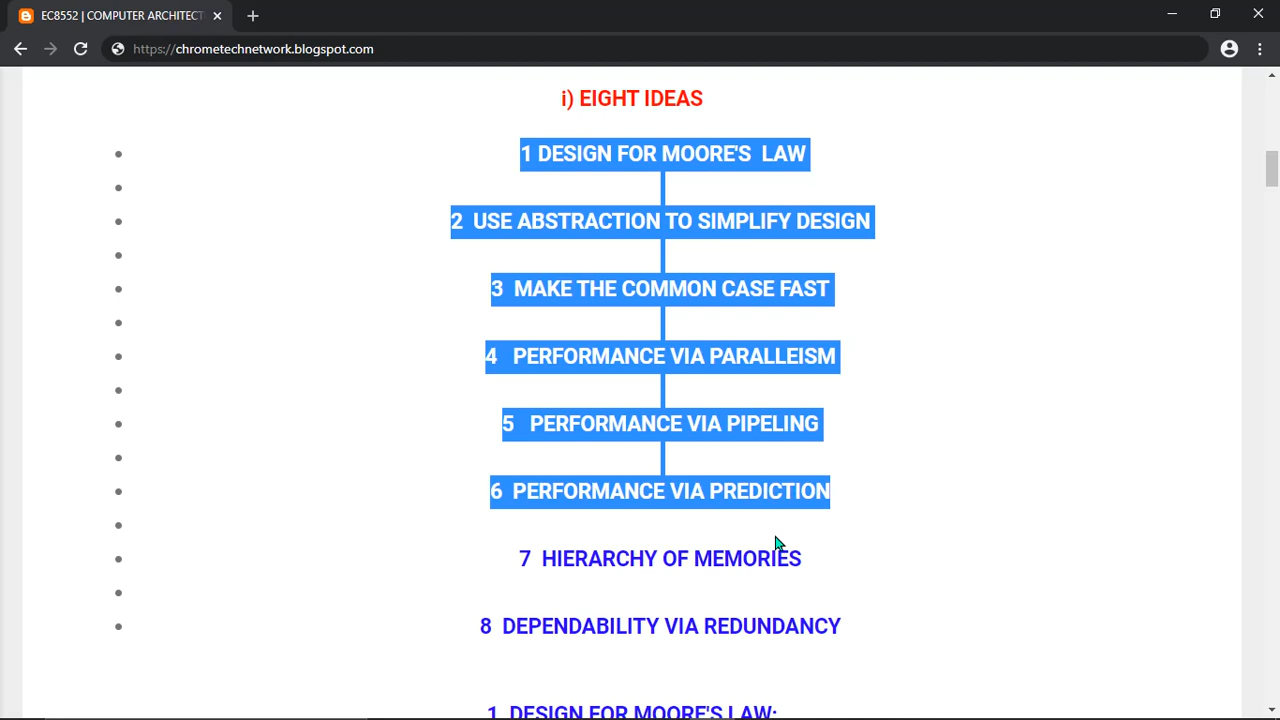 EC8552 | COMPUTER ARCHITECT
https://chrometechnetwork.blogspot.com
i) EIGHT IDEAS
1 DESIGN FOR MOORE'S LAW
2 USE ABSTRACTION TO SIMPLIFY DESIGN
3 MAKE THE COMMON CASE FAST
4 PERFORMANCE VIA PARALLEISM
5 PERFORMANCE VIA PIPELING
6 PERFORMANCE VIA PREDICTION
7 HIERARCHY OF MEMORIES
8 DEPENDABILITY VIA REDUNDANCY
1 DESIGN FOR MOORE'S LAW: